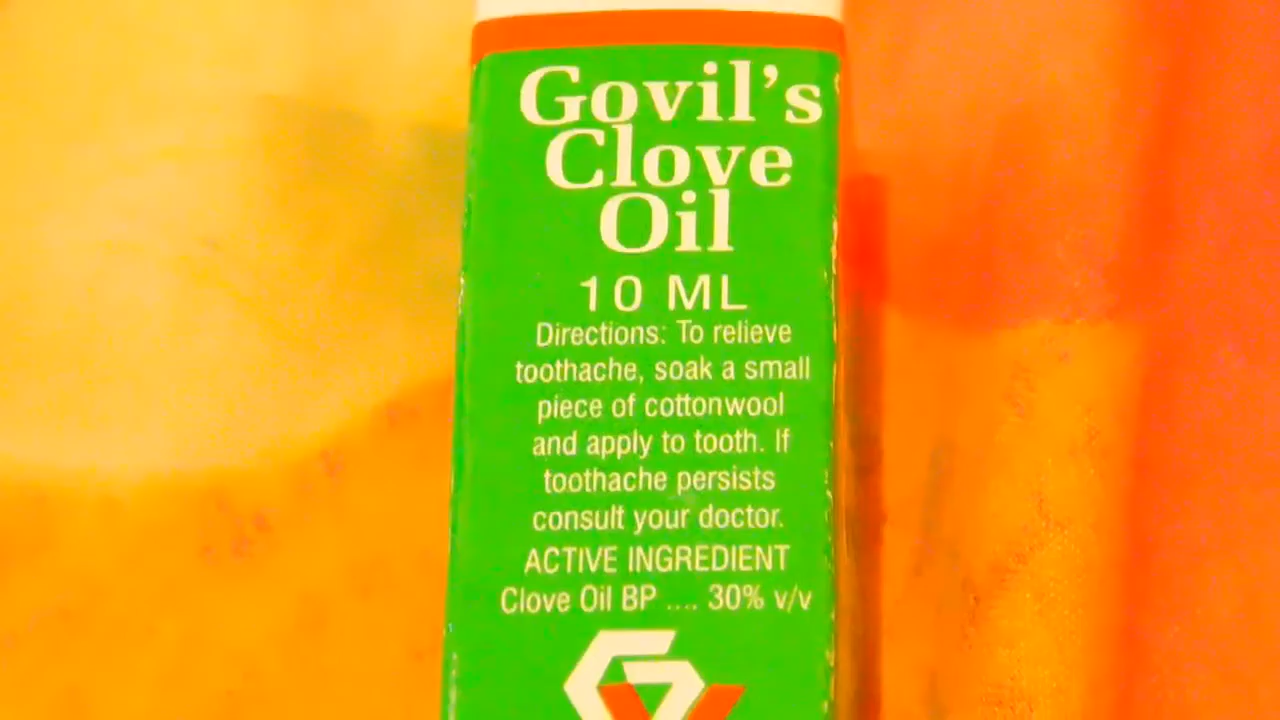 Govil's
Clove
Oil
10 ML
Directions: To relieve
toothache, soak a small
piece of cottonwool
and apply to tooth. If
toothache persists
consult your doctor.
ACTIVE INGREDIENT
Clove Oil BP .... 30% v/v